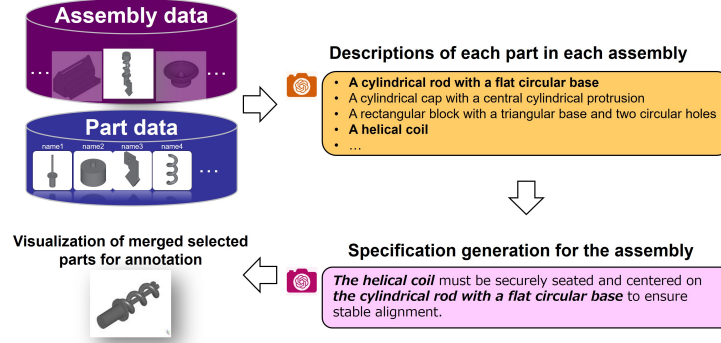 Assembly data
... ...
Part data
name1 name2 name3 name4
...
Descriptions of each part in each assembly
• A cylindrical rod with a flat circular base
• A cylindrical cap with a central cylindrical protrusion
• A rectangular block with a triangular base and two circular holes
• A helical coil
• ...
Specification generation for the assembly
The helical coil must be securely seated and centered on
the cylindrical rod with a flat circular base to ensure
stable alignment.
Visualization of merged selected
parts for annotation